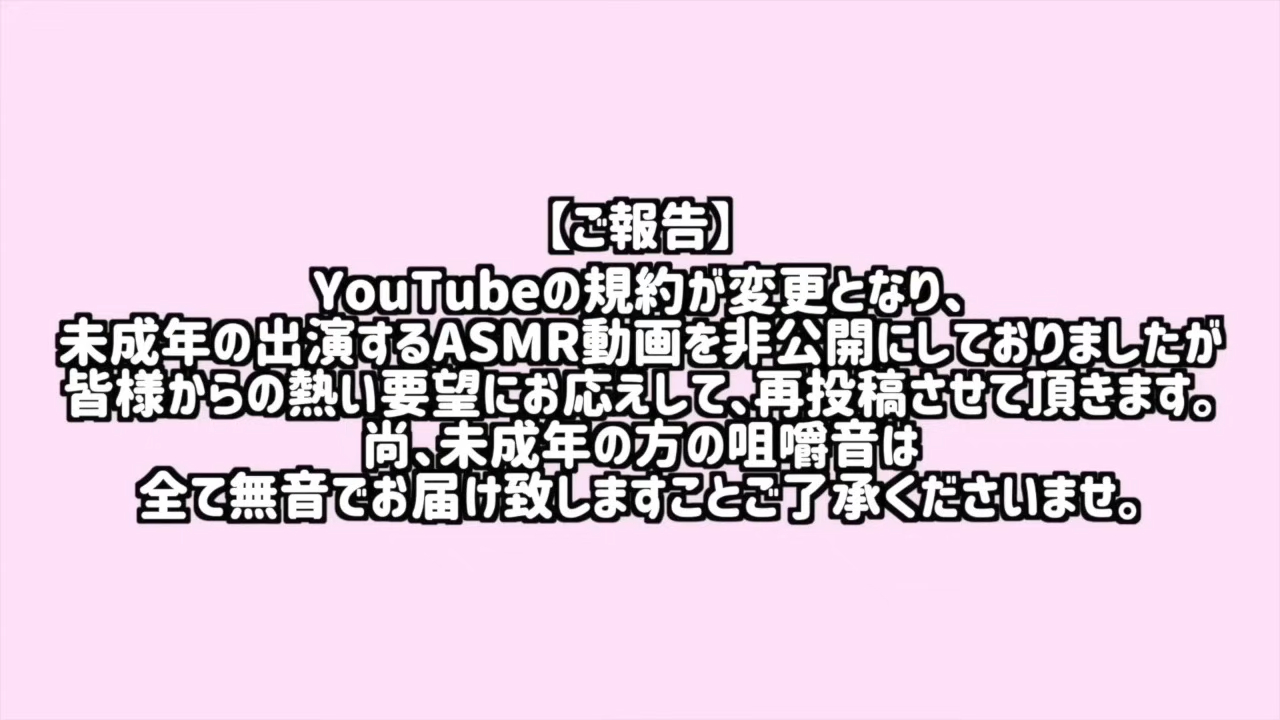 【ご報告】
YouTubeの規約が変更となり、
未成年の出演するASMR動画を非公開にしておりましたが
皆様からの熱い要望にお応えして、再投稿させて頂きます。
尚、未成年の方の咀嚼音は
全て無音でお届け致しますことご了承くださいませ。